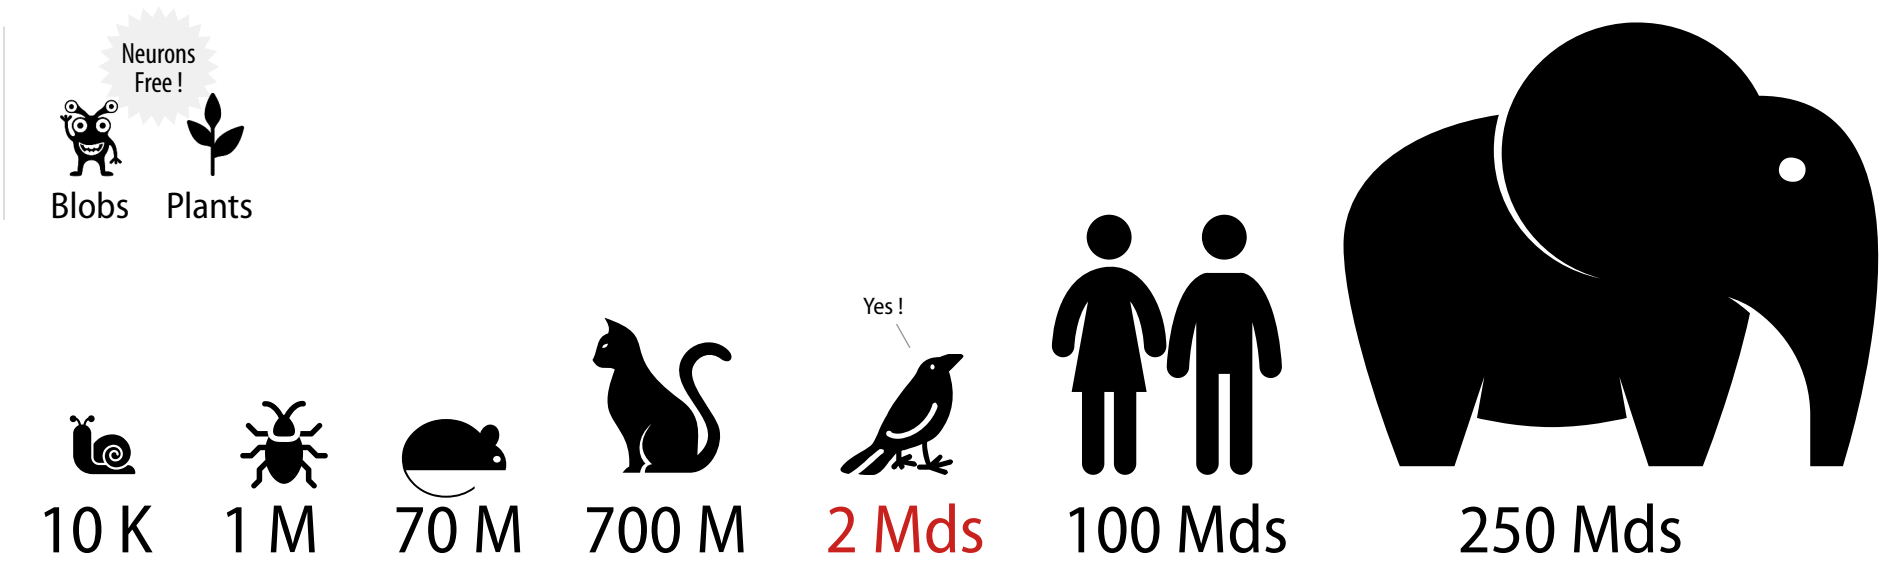 Neurons
Free !
Blobs
Plants
Yes !
10 K
1 M
70 M
700 M
2 Mds
100 Mds
250 Mds